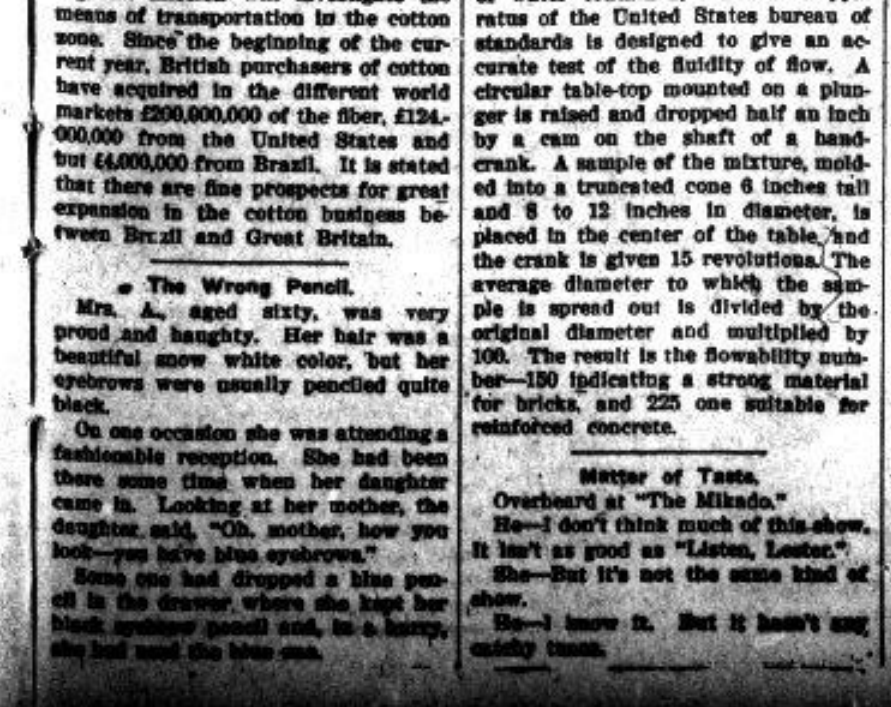 means of transportation in the cotton
zone. Since the beginning of the cur-
rent year, British purchasers of cotton
have acquired in the different world
markets £200,000,000 of the fiber, £124,-
000,000 from the United States and
but £4,000,000 from Brazil. It is stated
that there are fine prospects for great
expansion in the cotton business be-
tween Brazil and Great Britain.
The Wrong Pencil.
Mrs. A., aged sixty, was very
proud and haughty. Her hair was a
beautiful snow white color, but her
eyebrows were usually penciled quite
black.
On one occasion she was attending a
fashionable reception. She had been
there some time when her daughter
came in. Looking at her mother, the
daughter said, "Oh, mother, how you
look—you have blue eyebrows."
Some one had dropped a blue pen-
cil in the drawer where she kept her
black eyebrow pencil and, in a hurry,
she had used the blue one.
ratus of the United States bureau of
standards is designed to give an ac-
curate test of the fluidity of flow. A
circular table-top mounted on a plun-
ger is raised and dropped half an inch
by a cam on the shaft of a hand-
crank. A sample of the mixture, mold-
ed into a truncated cone 6 inches tall
and 8 to 12 inches in diameter, is
placed in the center of the table, and
the crank is given 15 revolutions. The
average diameter to which the sam-
ple is spread out is divided by the
original diameter and multiplied by
100. The result is the flowability num-
ber—150 indicating a strong material
for bricks, and 225 one suitable for
reinforced concrete.
Matter of Taste.
Overheard at "The Mikado."
He—I don't think much of this show.
It isn't as good as "Listen, Lester."
She—But it's not the same kind of
show.
He—I know it. But it hasn't any
catchy tunes.